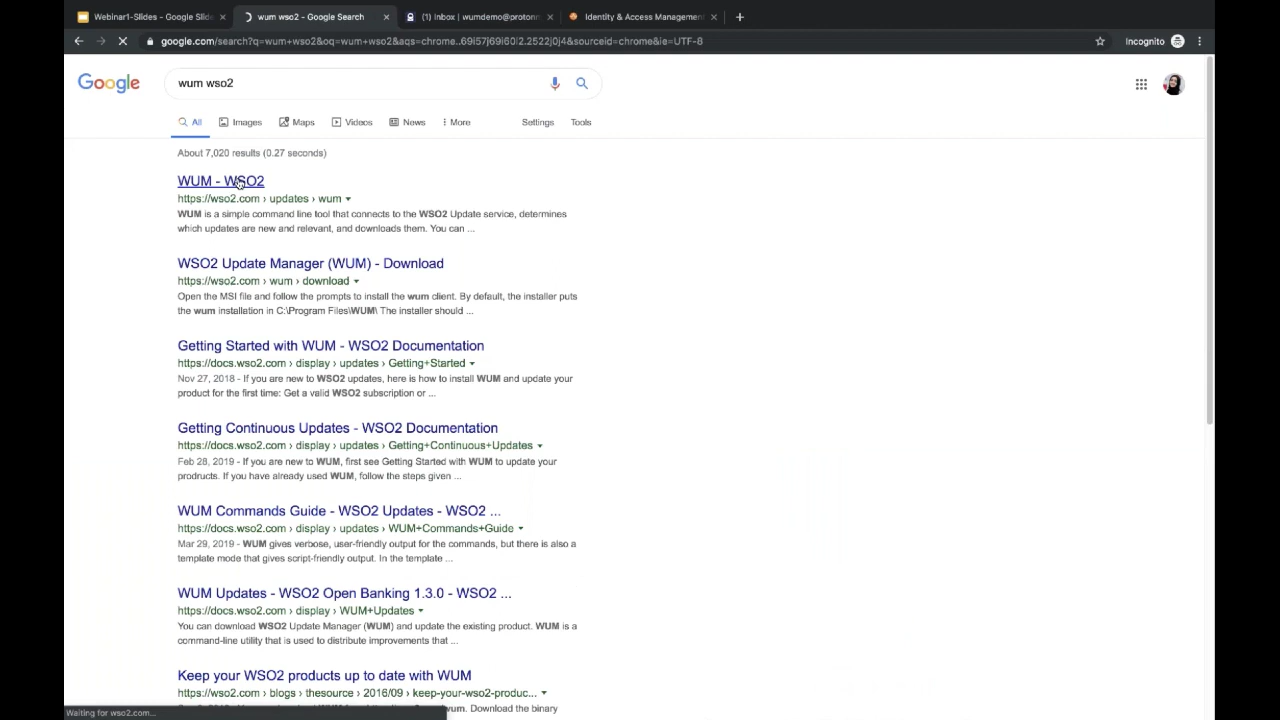 Webinar1-Slides - Google Slid
wum wso2 - Google Search
(1) Inbox | wumdemo@protonm
Identity & Access Management
google.com/search?q=wum+wso2&oq=wum+wso2&aqs=chrome..69i57j69i60l2.2522j0j4&sourceid=chrome&ie=UTF-8
Incognito
Google
wum wso2
All
Images
Maps
Videos
News
More
Settings
Tools
About 7,020 results (0.27 seconds)
WUM - WSO2
https://wso2.com › updates › wum
WUM is a simple command line tool that connects to the WSO2 Update service, determines
which updates are new and relevant, and downloads them. You can ...
WSO2 Update Manager (WUM) - Download
https://wso2.com › wum › download
Open the MSI file and follow the prompts to install the wum client. By default, the installer puts
the wum installation in C:\Program Files\WUM\ The installer should ...
Getting Started with WUM - WSO2 Documentation
https://docs.wso2.com › display › updates › Getting+Started
Nov 27, 2018 - If you are new to WSO2 updates, here is how to install WUM and update your
product for the first time: Get a valid WSO2 subscription or ...
Getting Continuous Updates - WSO2 Documentation
https://docs.wso2.com › display › updates › Getting+Continuous+Updates
Feb 28, 2019 - If you are new to WUM, first see Getting Started with WUM to update your
prorducts. If you have already used WUM, follow the steps given ...
WUM Commands Guide - WSO2 Updates - WSO2 ...
https://docs.wso2.com › display › updates › WUM+Commands+Guide
Mar 29, 2019 - WUM gives verbose, user-friendly output for the commands, but there is also a
template mode that gives script-friendly output. In the template ...
WUM Updates - WSO2 Open Banking 1.3.0 - WSO2 ...
https://docs.wso2.com › display › WUM+Updates
You can download WSO2 Update Manager (WUM) and update the existing product. WUM is a
command-line utility that is used to distribute improvements that ...
Keep your WSO2 products up to date with WUM
https://wso2.com › blogs › thesource › 2016/09 › keep-your-wso2-produc...
wum. Download the binary
Waiting for wso2.com...